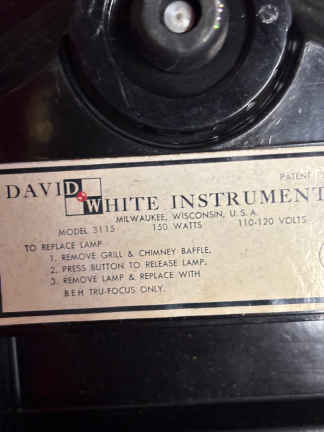 PATENT
DAVID WHITE INSTRUMENT
MILWAUKEE, WISCONSIN, U.S.A.
MODEL 3115 150 WATTS 110-120 VOLTS
TO REPLACE LAMP
1. REMOVE GRILL & CHIMNEY BAFFLE.
2. PRESS BUTTON TO RELEASE LAMP.
3. REMOVE LAMP & REPLACE WITH
B.E.H TRU-FOCUS ONLY.